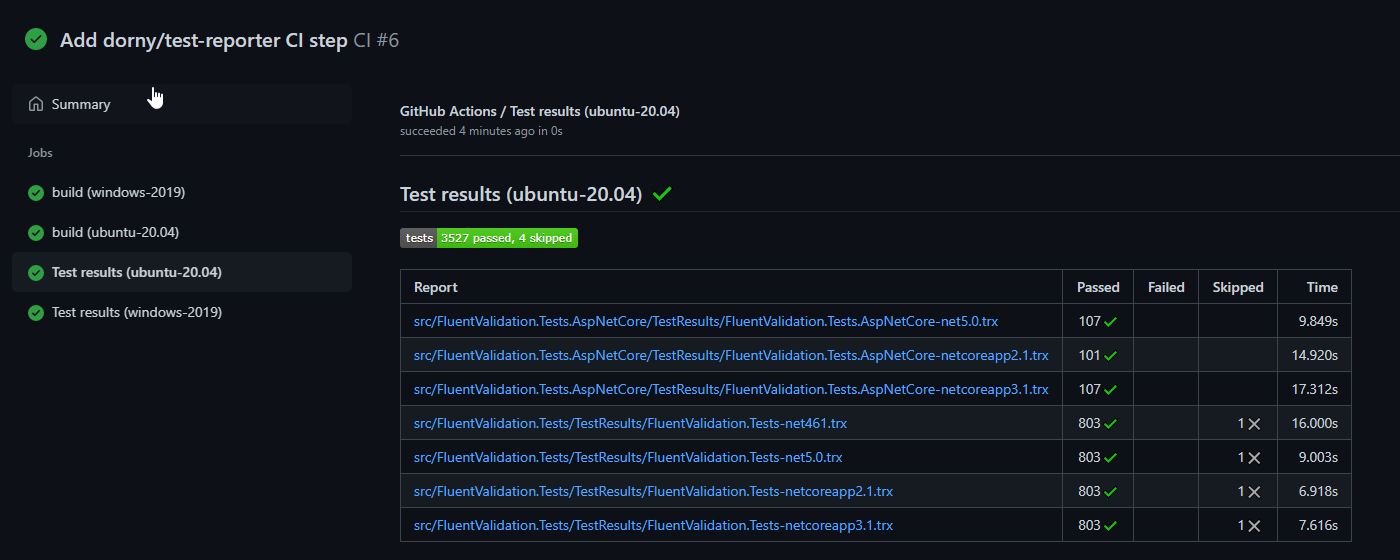 Add dorny/test-reporter CI step CI #6
Summary
Jobs
build (windows-2019)
build (ubuntu-20.04)
Test results (ubuntu-20.04)
Test results (windows-2019)
GitHub Actions / Test results (ubuntu-20.04)
succeeded 4 minutes ago in 0s
Test results (ubuntu-20.04)
tests 3527 passed, 4 skipped
Report Passed Failed Skipped Time
src/FluentValidation.Tests.AspNetCore/TestResults/FluentValidation.Tests.AspNetCore-net5.0.trx 107 9.849s
src/FluentValidation.Tests.AspNetCore/TestResults/FluentValidation.Tests.AspNetCore-netcoreapp2.1.trx 101 14.920s
src/FluentValidation.Tests.AspNetCore/TestResults/FluentValidation.Tests.AspNetCore-netcoreapp3.1.trx 107 17.312s
src/FluentValidation.Tests/TestResults/FluentValidation.Tests-net461.trx 803 1 16.000s
src/FluentValidation.Tests/TestResults/FluentValidation.Tests-net5.0.trx 803 1 9.003s
src/FluentValidation.Tests/TestResults/FluentValidation.Tests-netcoreapp2.1.trx 803 1 6.918s
src/FluentValidation.Tests/TestResults/FluentValidation.Tests-netcoreapp3.1.trx 803 1 7.616s